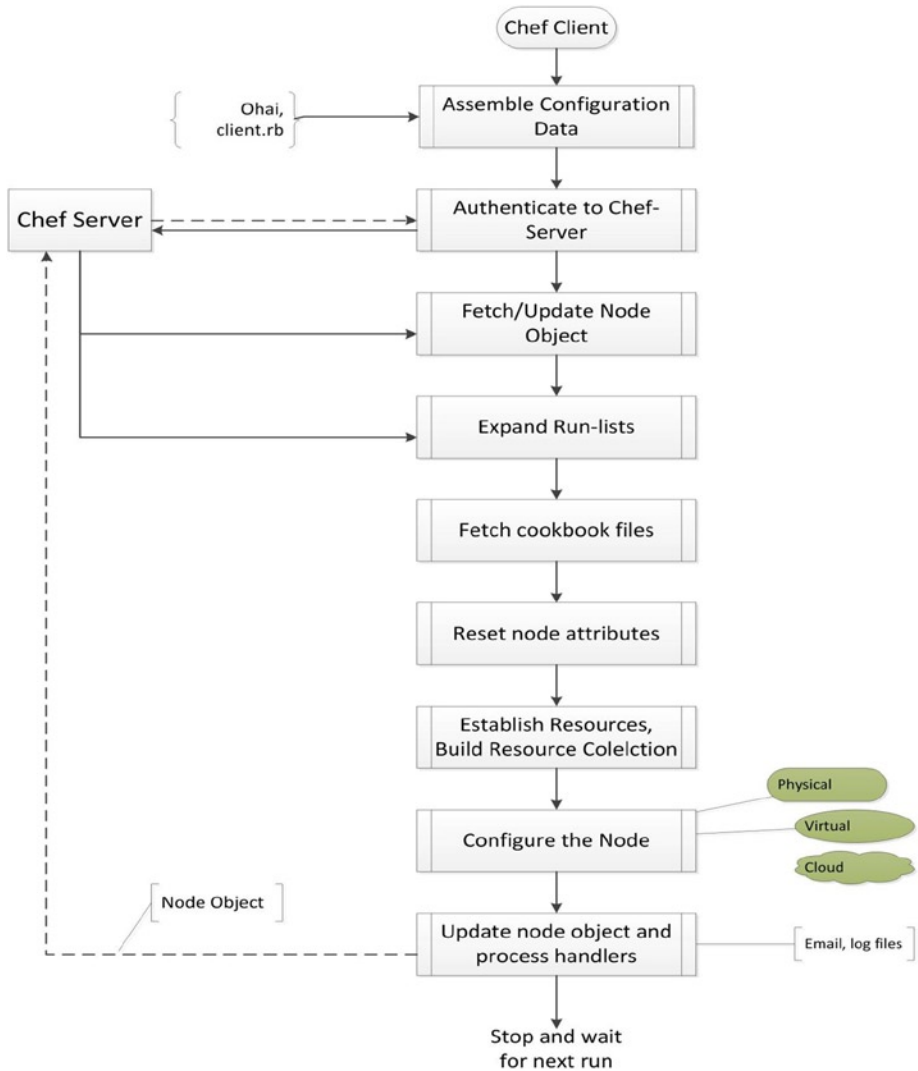 Chef Client
Ohai,
client.rb
Assemble Configuration
Data
Chef Server
Authenticate to Chef-
Server
Fetch/Update Node
Object
Expand Run-lists
Fetch cookbook files
Reset node attributes
Establish Resources,
Build Resource Colelction
Physical
Configure the Node
Virtual
Cloud
Node Object
Update node object and
process handlers
Email, log files
Stop and wait
for next run